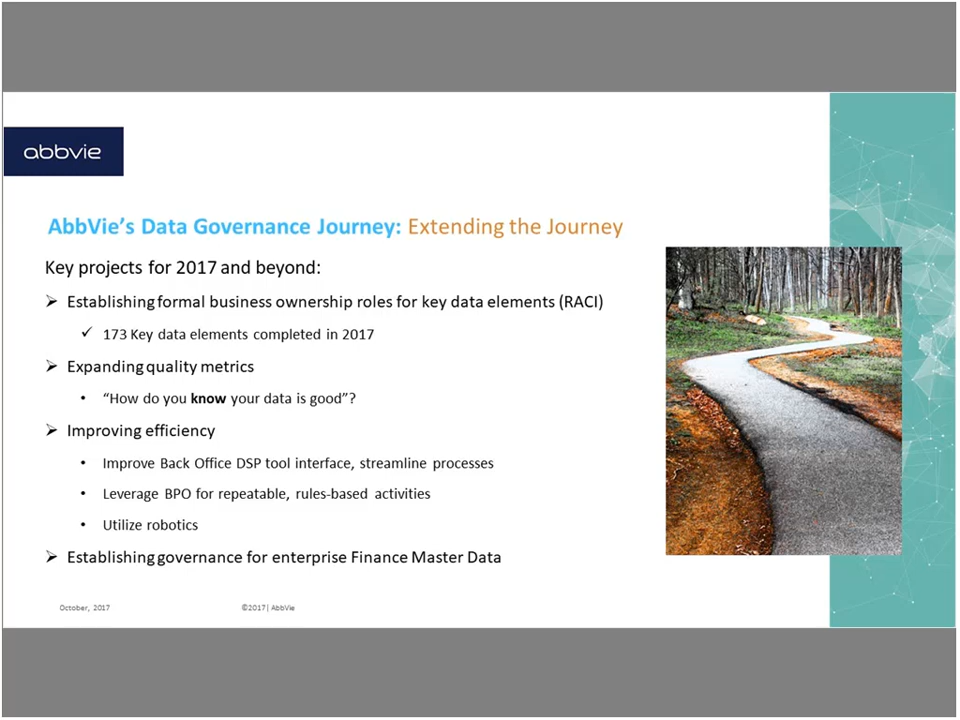 abbvie
AbbVie’s Data Governance Journey: Extending the Journey
Key projects for 2017 and beyond:
➢ Establishing formal business ownership roles for key data elements (RACI)
✓ 173 Key data elements completed in 2017
➢ Expanding quality metrics
• “How do you know your data is good”?
➢ Improving efficiency
• Improve Back Office DSP tool interface, streamline processes
• Leverage BPO for repeatable, rules-based activities
• Utilize robotics
➢ Establishing governance for enterprise Finance Master Data
October, 2017 ©2017| AbbVie